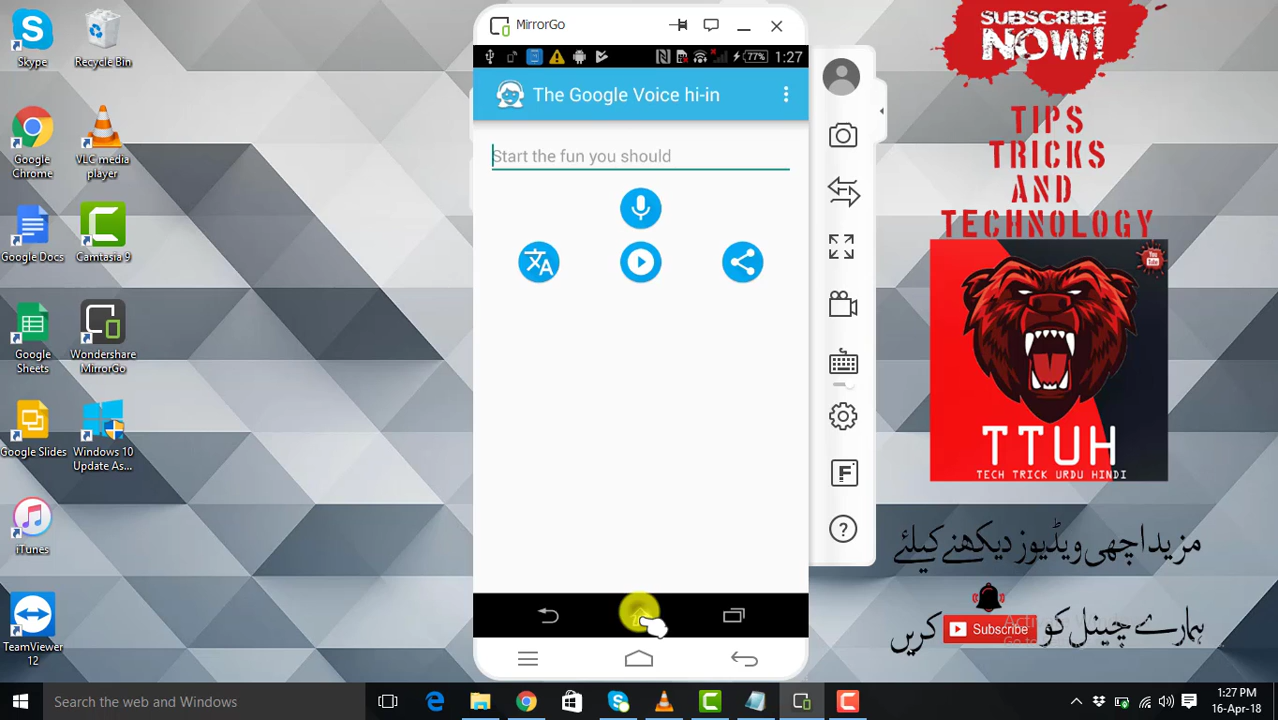 Skype
Recycle Bin
Google
Chrome
VLC media
player
Google Docs
Camtasia 9
Google
Sheets
Wondershare
MirrorGo
Google Slides
Windows 10
Update As...
iTunes
TeamViewer
12
MirrorGo
77%
1:27
The Google Voice hi-in
Start the fun you should
SUBSCRIBE
NOW!
TIPS
TRICKS
AND
TECHNOLOGY
You
Tube
TTUH
TECH TRICK URDU HINDI
مزید اچھی ویڈیوز دیکھنے کیلئے
ہمارے چینل کو Subscribe کریں
Search the web and Windows
1:27 PM
16-Apr-18